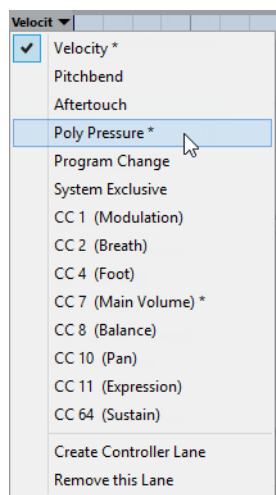 Velocit
Velocity *
Pitchbend
Aftertouch
Poly Pressure *
Program Change
System Exclusive
CC 1 (Modulation)
CC 2 (Breath)
CC 4 (Foot)
CC 7 (Main Volume) *
CC 8 (Balance)
CC 10 (Pan)
CC 11 (Expression)
CC 64 (Sustain)
Create Controller Lane
Remove this Lane